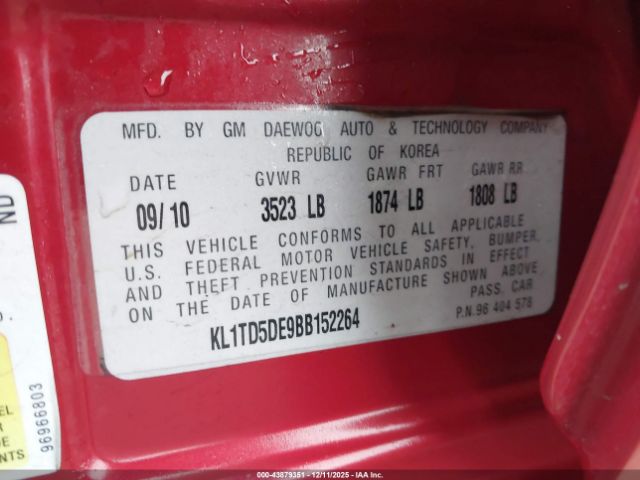 MFD. BY GM DAEWOO AUTO & TECHNOLOGY COMPANY
REPUBLIC OF KOREA
DATE GVWR GAWR FRT GAWR RR
09/10 3523 LB 1874 LB 1808 LB
THIS VEHICLE CONFORMS TO ALL APPLICABLE
U.S. FEDERAL MOTOR VEHICLE SAFETY, BUMPER,
AND THEFT PREVENTION STANDARDS IN EFFECT
ON THE DATE OF MANUFACTURE SHOWN ABOVE
PASS. CAR
KL1TD5DE9BB152264
P.N.96 404 578
ND
96966803
000-43879351 - 12/11/2025 - IAA Inc.